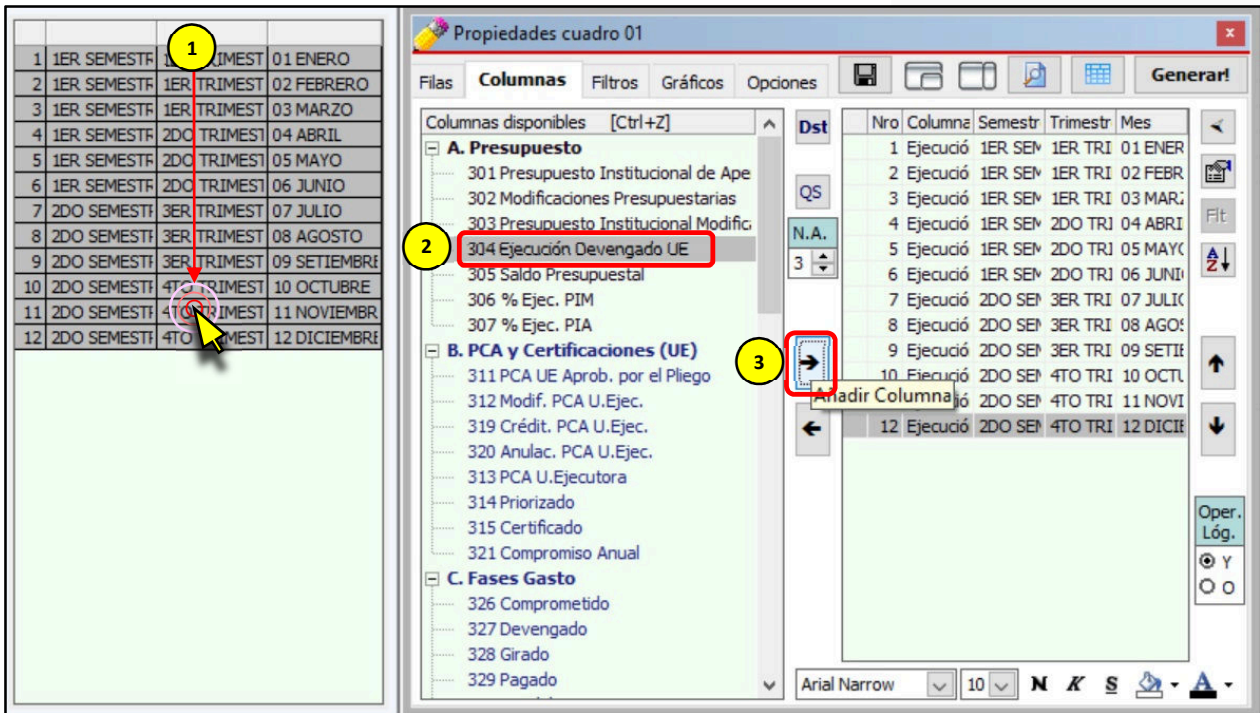 1
1 1ER SEMESTR 1ER TRIMEST 01 ENERO
2 1ER SEMESTR 1ER TRIMEST 02 FEBRERO
3 1ER SEMESTR 1ER TRIMEST 03 MARZO
4 1ER SEMESTR 2DO TRIMEST 04 ABRIL
5 1ER SEMESTR 2DO TRIMEST 05 MAYO
6 1ER SEMESTR 2DO TRIMEST 06 JUNIO
7 2DO SEMESTR 3ER TRIMEST 07 JULIO
8 2DO SEMESTR 3ER TRIMEST 08 AGOSTO
9 2DO SEMESTR 3ER TRIMEST 09 SETIEMBRE
10 2DO SEMESTR 4TO TRIMEST 10 OCTUBRE
11 2DO SEMESTR 4TO TRIMEST 11 NOVIEMBR
12 2DO SEMESTR 4TO TRIMEST 12 DICIEMBRE
Propiedades cuadro 01
x
Filas Columnas Filtros Gráficos Opciones Generar!
Columnas disponibles [Ctrl+Z]
A. Presupuesto
301 Presupuesto Institucional de Ape
302 Modificaciones Presupuestarias
303 Presupuesto Institucional Modific
2
304 Ejecución Devengado UE
305 Saldo Presupuestal
306 % Ejec. PIM
307 % Ejec. PIA
B. PCA y Certificaciones (UE)
311 PCA UE Aprob. por el Pliego
312 Modif. PCA U.Ejec.
319 Crédit. PCA U.Ejec.
320 Anulac. PCA U.Ejec.
313 PCA U.Ejecutora
314 Priorizado
315 Certificado
321 Compromiso Anual
C. Fases Gasto
326 Comprometido
327 Devengado
328 Girado
329 Pagado
Dst
QS
N.A.
3
3
Añadir Columna
Nro Columna Semestr Trimestr Mes
1 Ejecució 1ER SEM 1ER TRI 01 ENER
2 Ejecució 1ER SEM 1ER TRI 02 FEBR
3 Ejecució 1ER SEM 1ER TRI 03 MARZ
4 Ejecució 1ER SEM 2DO TRI 04 ABRI
5 Ejecució 1ER SEM 2DO TRI 05 MAYO
6 Ejecució 1ER SEM 2DO TRI 06 JUNI
7 Ejecució 2DO SEM 3ER TRI 07 JULIO
8 Ejecució 2DO SEM 3ER TRI 08 AGOS
9 Ejecució 2DO SEM 3ER TRI 09 SETIE
10 Ejecució 2DO SEM 4TO TRI 10 OCTU
2DO SEM 4TO TRI 11 NOVI
12 Ejecució 2DO SEM 4TO TRI 12 DICIE
Flt
A Z
Oper.
Lóg.
Y
O
Arial Narrow 10 N K S A